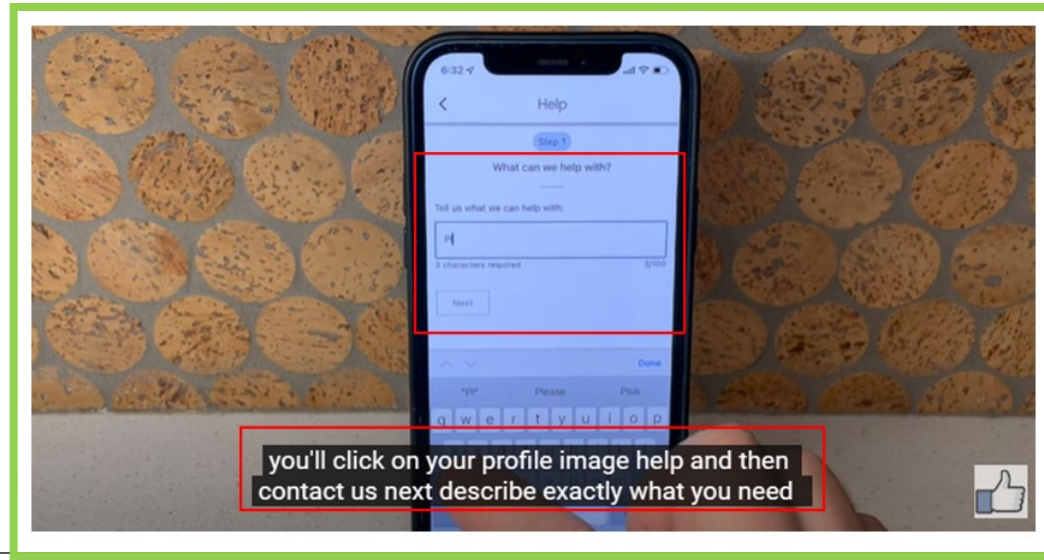 6:32
Help
Step 1
What can we help with?
Tell us what we can help with:
Pl
3 characters required 2/100
Next
Done
"Pl" Please Plus
q w e r t y u i o p
you'll click on your profile image help and then
contact us next describe exactly what you need